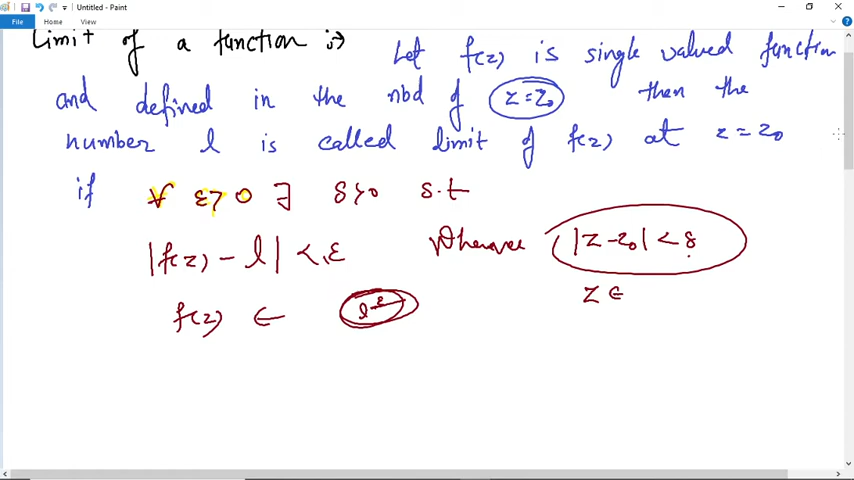 Untitled - Paint
File Home View
Limit of a function :→ Let f(z) is single valued function
and defined in the nbd of z=z₀ then the
number l is called limit of f(z) at z=z₀
if ∀ ε>0 ∃ δ>0 s.t
|f(z) - l| < ε whenever |z-z₀| < δ
f(z) ∈ z ∈